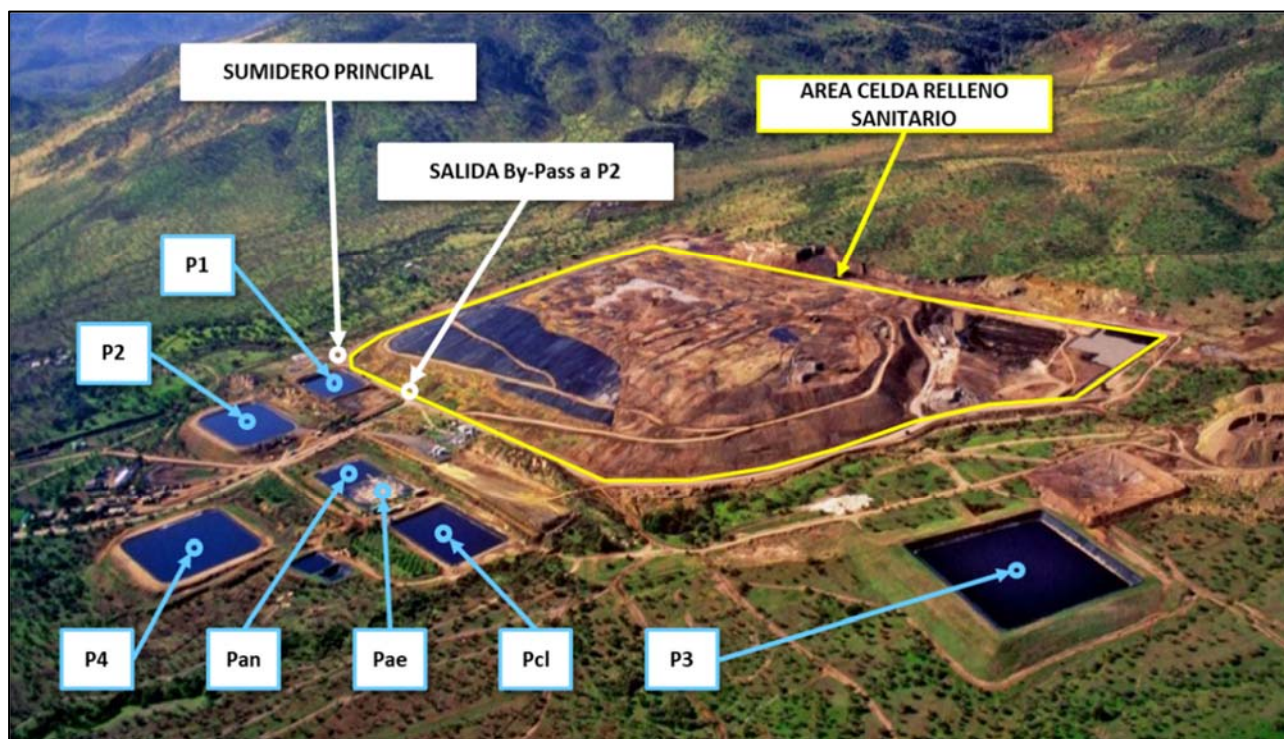 SUMIDERO PRINCIPAL
AREA CELDA RELLENO
SANITARIO
SALIDA By-Pass a P2
P1
P2
P4
Pan
Pae
Pcl
P3